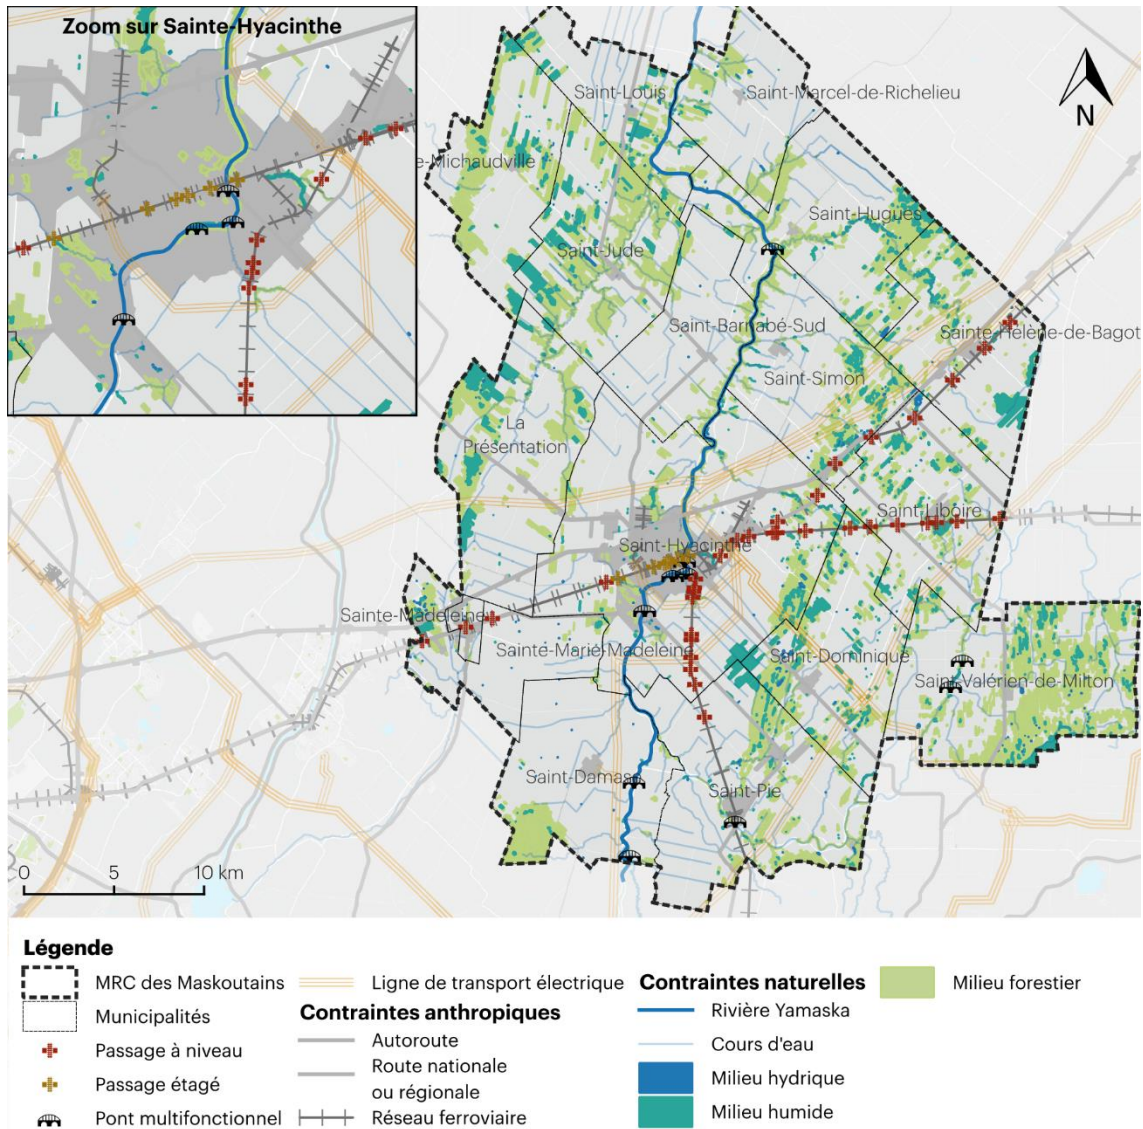 Zoom sur Sainte-Hyacinthe
N
Saint-Louis
Saint-Marcel-de-Richelieu
e-Michaudville
Saint-Hugues
Saint-Jude
Saint-Barnabé-Sud
Sainte Hélène-de-Bagot
Saint-Simon
La
Présentation
Saint-Liboire
Saint-Hyacinthe
Sainte-Madeleine
Sainte-Marie-Madeleine
Saint-Dominique
Saint-Valérien-de-Milton
Saint-Damase
Saint-Pie
0 5 10 km
Légende
MRC des Maskoutains
Municipalités
Passage à niveau
Passage étagé
Pont multifonctionnel
Ligne de transport électrique
Contraintes anthropiques
Autoroute
Route nationale
ou régionale
Réseau ferroviaire
Contraintes naturelles
Rivière Yamaska
Cours d'eau
Milieu hydrique
Milieu humide
Milieu forestier